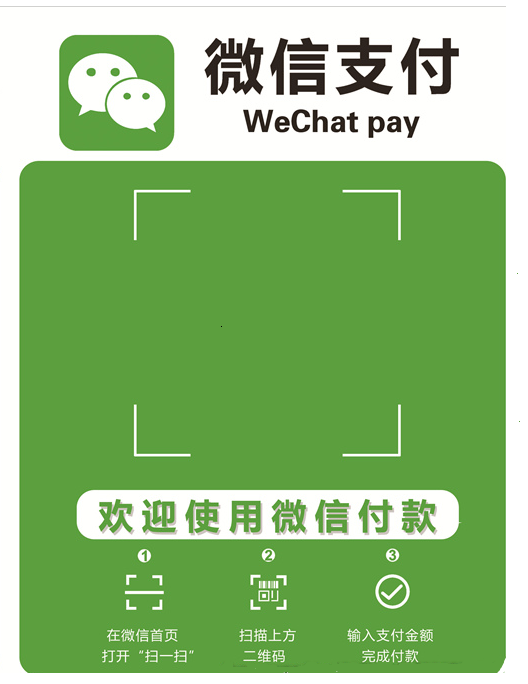 微信支付
WeChat pay
欢迎使用微信付款
1 2 3
在微信首页 扫描上方 输入支付金额
打开“扫一扫” 二维码 完成付款